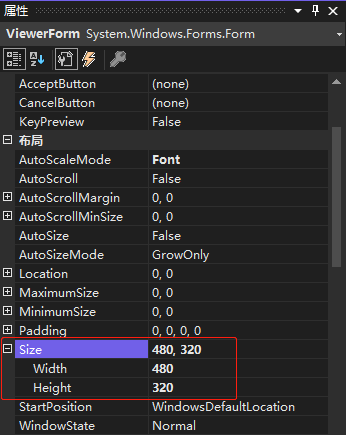 属性
ViewerForm System.Windows.Forms.Form
AcceptButton (none)
CancelButton (none)
KeyPreview False
布局
AutoScaleMode Font
AutoScroll False
AutoScrollMargin 0, 0
AutoScrollMinSize 0, 0
AutoSize False
AutoSizeMode GrowOnly
Location 0, 0
MaximumSize 0, 0
MinimumSize 0, 0
Padding 0, 0, 0, 0
Size 480, 320
Width 480
Height 320
StartPosition WindowsDefaultLocation
WindowState Normal